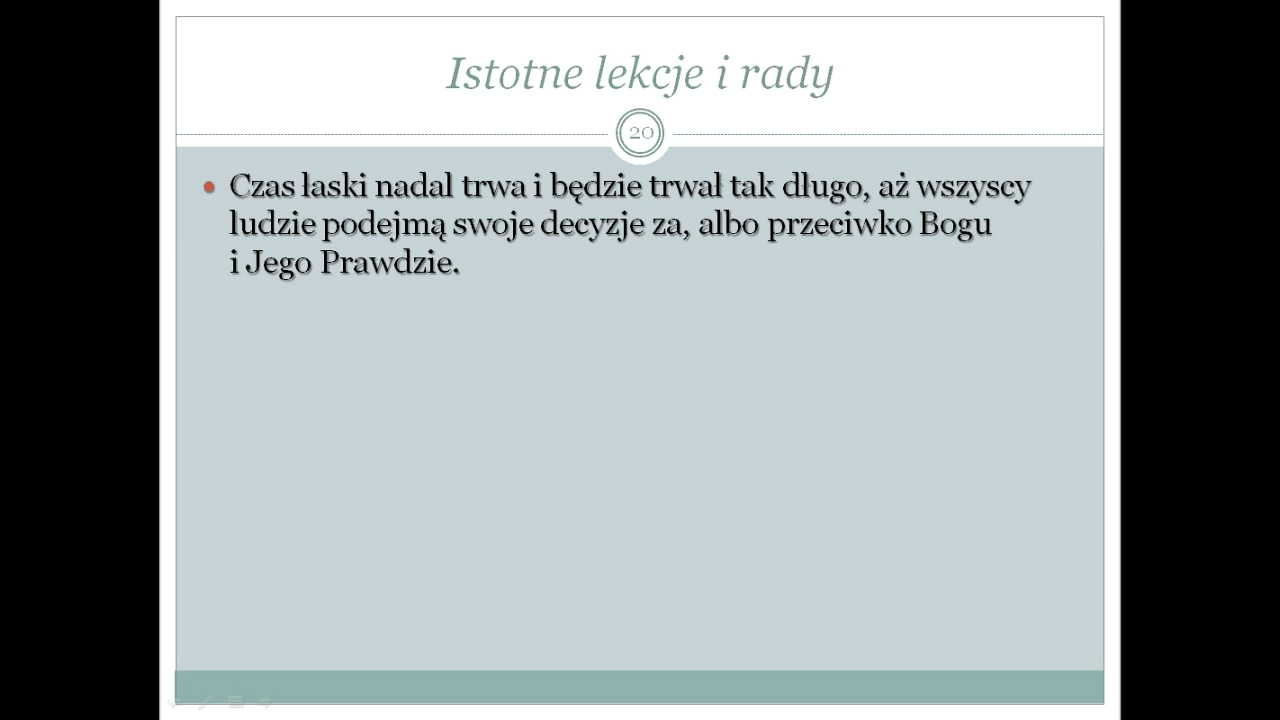 Istotne lekcje i rady
20
• Czas łaski nadal trwa i będzie trwał tak długo, aż wszyscy
ludzie podejmą swoje decyzje za, albo przeciwko Bogu
i Jego Prawdzie.